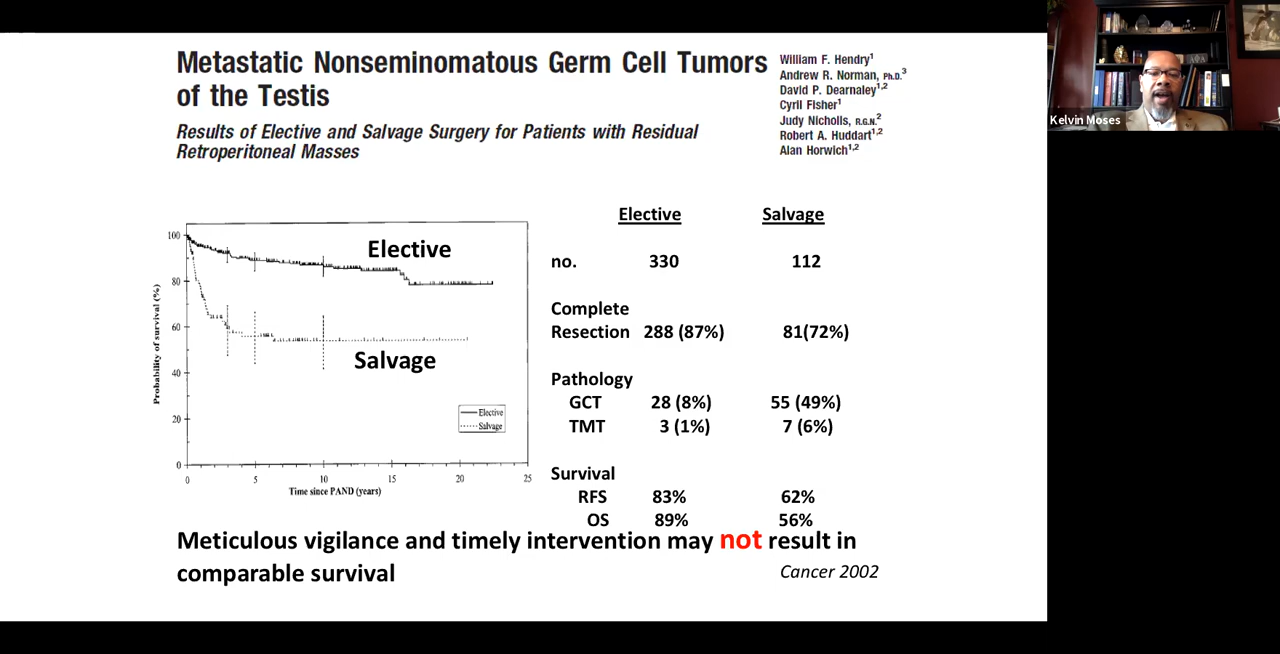 Metastatic Nonseminomatous Germ Cell Tumors
of the Testis
Results of Elective and Salvage Surgery for Patients with Residual
Retroperitoneal Masses
William F. Hendry¹
Andrew R. Norman, Ph.D.³
David P. Dearnaley¹,²
Cyril Fisher¹
Judy Nicholls, R.G.N.²
Robert A. Huddart¹,²
Alan Horwich¹,²
Kelvin Moses
Probability of survival (%)
100
80
60
40
20
0
Elective
Salvage
Elective
Salvage
0 5 10 15 20 25
Time since PAND (years)
Elective Salvage
no. 330 112
Complete
Resection 288 (87%) 81(72%)
Pathology
GCT 28 (8%) 55 (49%)
TMT 3 (1%) 7 (6%)
Survival
RFS 83% 62%
OS 89% 56%
Meticulous vigilance and timely intervention may not result in
comparable survival
Cancer 2002